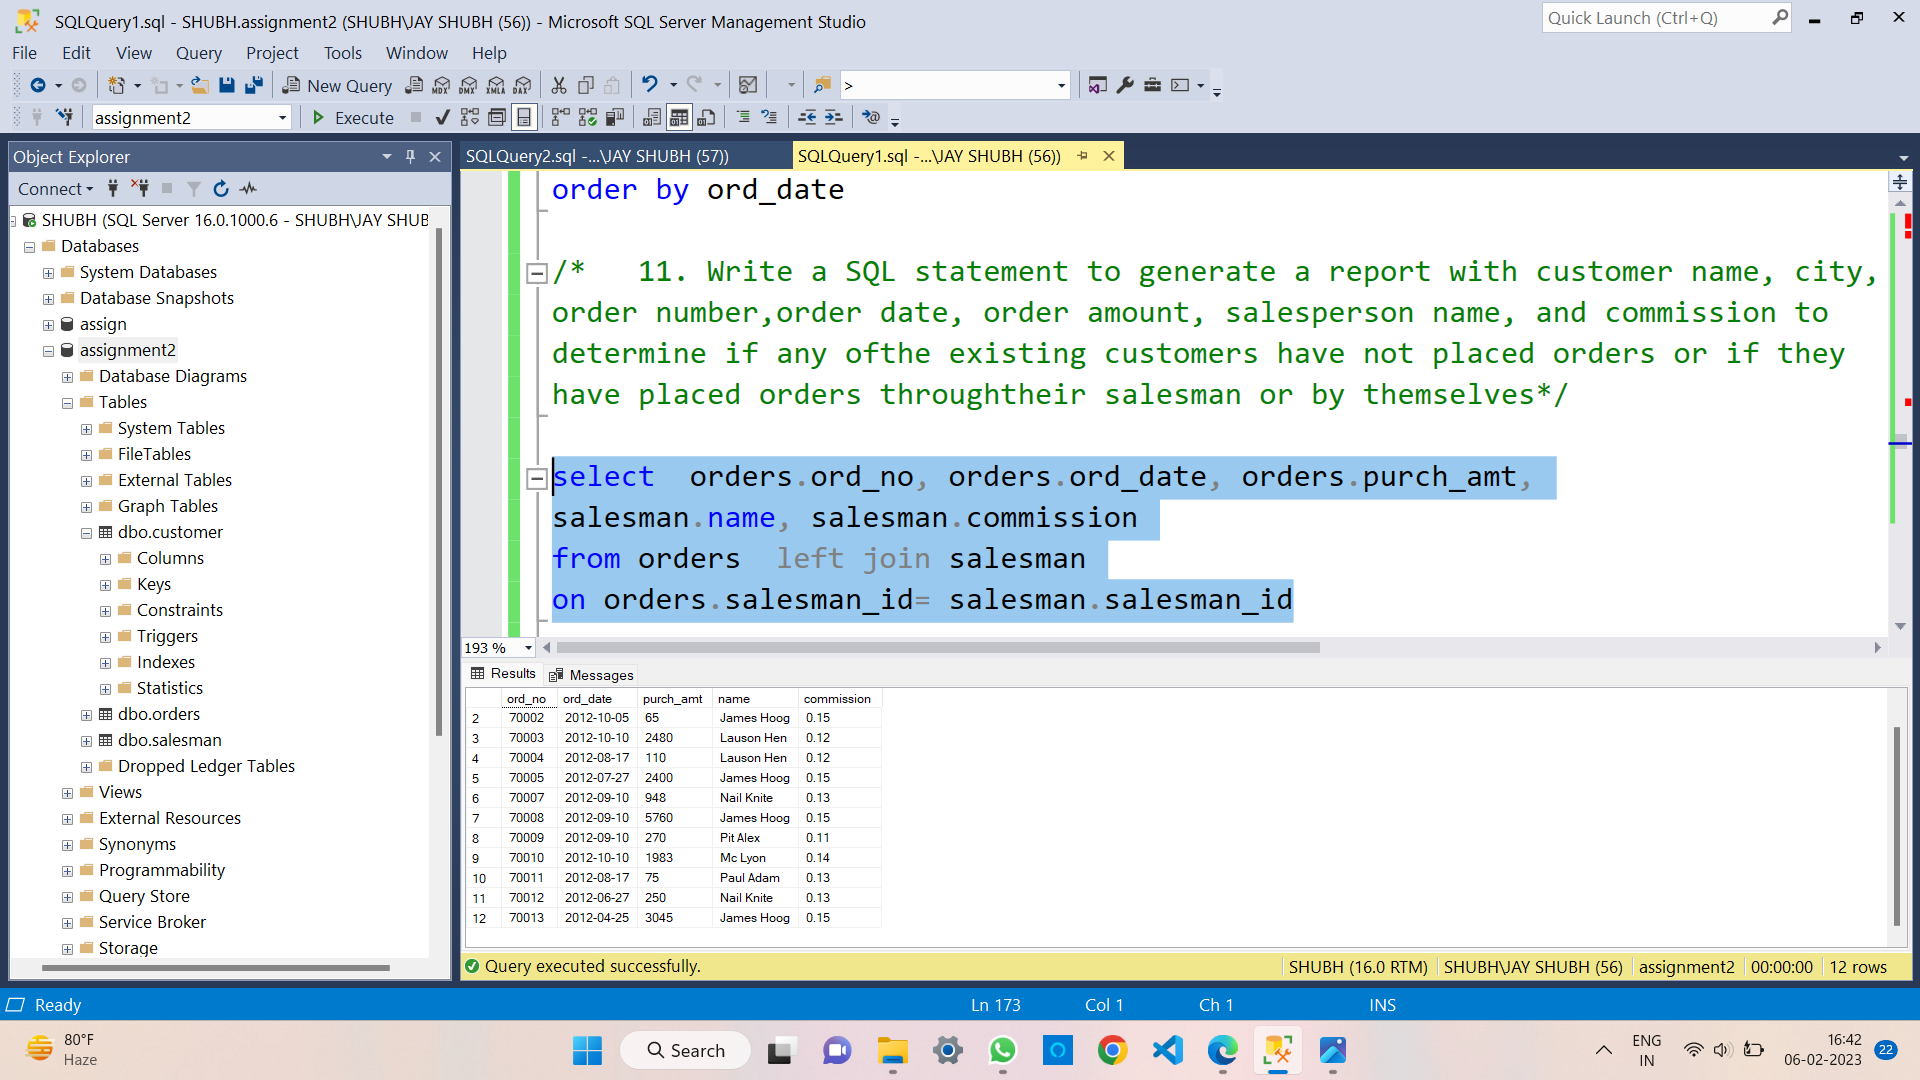 SQLQuery1.sql - SHUBH.assignment2 (SHUBH\JAY SHUBH (56)) - Microsoft SQL Server Management Studio
Quick Launch (Ctrl+Q)
File Edit View Query Project Tools Window Help
New Query MDX DMX XMLA DAX >
assignment2 Execute
Object Explorer
Connect
SHUBH (SQL Server 16.0.1000.6 - SHUBH\JAY SHUB
Databases
System Databases
Database Snapshots
assign
assignment2
Database Diagrams
Tables
System Tables
FileTables
External Tables
Graph Tables
dbo.customer
Columns
Keys
Constraints
Triggers
Indexes
Statistics
dbo.orders
dbo.salesman
Dropped Ledger Tables
Views
External Resources
Synonyms
Programmability
Query Store
Service Broker
Storage
SQLQuery2.sql -...\JAY SHUBH (57)) SQLQuery1.sql -...\JAY SHUBH (56))
order by ord_date
/* 11. Write a SQL statement to generate a report with customer name, city,
order number,order date, order amount, salesperson name, and commission to
determine if any ofthe existing customers have not placed orders or if they
have placed orders throughtheir salesman or by themselves*/
select orders.ord_no, orders.ord_date, orders.purch_amt,
salesman.name, salesman.commission
from orders left join salesman
on orders.salesman_id= salesman.salesman_id
193 %
Results Messages
ord_no ord_date purch_amt name commission
2 70002 2012-10-05 65 James Hoog 0.15
3 70003 2012-10-10 2480 Lauson Hen 0.12
4 70004 2012-08-17 110 Lauson Hen 0.12
5 70005 2012-07-27 2400 James Hoog 0.15
6 70007 2012-09-10 948 Nail Knite 0.13
7 70008 2012-09-10 5760 James Hoog 0.15
8 70009 2012-09-10 270 Pit Alex 0.11
9 70010 2012-10-10 1983 Mc Lyon 0.14
10 70011 2012-08-17 75 Paul Adam 0.13
11 70012 2012-06-27 250 Nail Knite 0.13
12 70013 2012-04-25 3045 James Hoog 0.15
Query executed successfully. SHUBH (16.0 RTM) SHUBH\JAY SHUBH (56) assignment2 00:00:00 12 rows
Ready Ln 173 Col 1 Ch 1 INS
80°F
Haze
Search
ENG
IN
16:42
06-02-2023
22